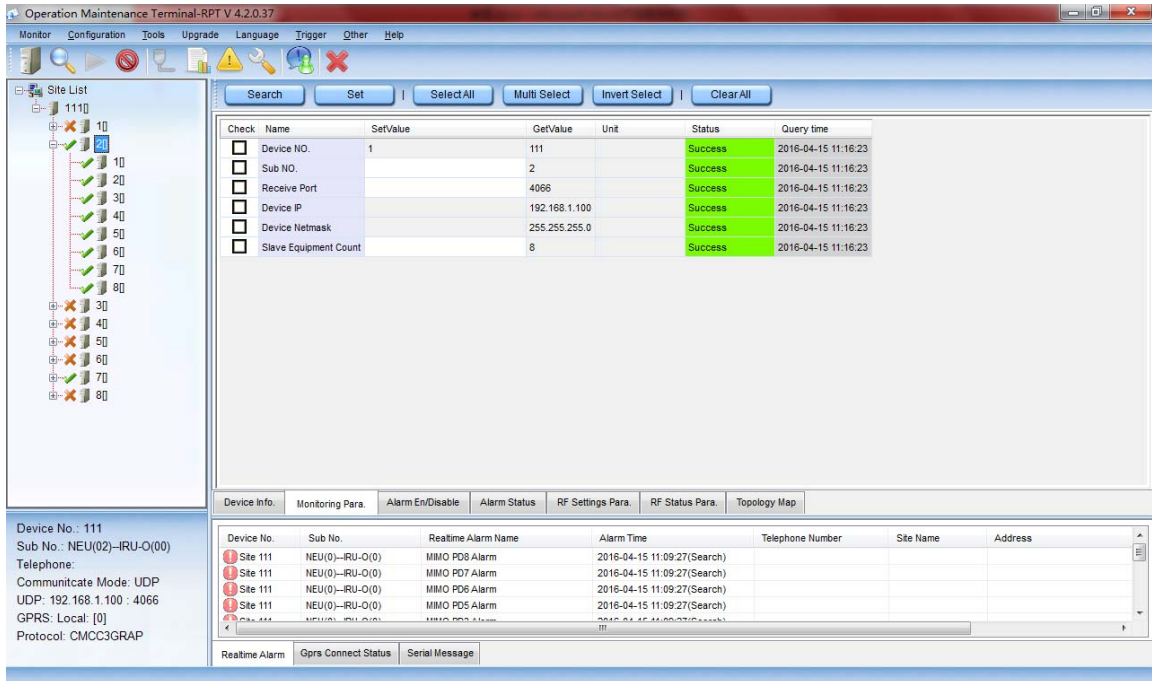 Operation Maintenance Terminal-RPT V 4.2.0.37
Monitor Configuration Tools Upgrade Language Trigger Other Help
Site List
111[]
1[]
2[]
1[]
2[]
3[]
4[]
5[]
6[]
7[]
8[]
3[]
4[]
5[]
6[]
7[]
8[]
Search Set | Select All Multi Select Invert Select | Clear All
Check Name SetValue GetValue Unit Status Query time
Device NO. 1 111 Success 2016-04-15 11:16:23
Sub NO. 2 Success 2016-04-15 11:16:23
Receive Port 4066 Success 2016-04-15 11:16:23
Device IP 192.168.1.100 Success 2016-04-15 11:16:23
Device Netmask 255.255.255.0 Success 2016-04-15 11:16:23
Slave Equipment Count 8 Success 2016-04-15 11:16:23
Device Info. Monitoring Para. Alarm En/Disable Alarm Status RF Settings Para. RF Status Para. Topology Map
Device No.: 111
Sub No.: NEU(02)--IRU-O(00)
Telephone:
Communitcate Mode: UDP
UDP: 192.168.1.100 : 4066
GPRS: Local: [0]
Protocol: CMCC3GRAP
Device No. Sub No. Realtime Alarm Name Alarm Time Telephone Number Site Name Address
Site 111 NEU(0)--IRU-O(0) MIMO PD8 Alarm 2016-04-15 11:09:27(Search)
Site 111 NEU(0)--IRU-O(0) MIMO PD7 Alarm 2016-04-15 11:09:27(Search)
Site 111 NEU(0)--IRU-O(0) MIMO PD6 Alarm 2016-04-15 11:09:27(Search)
Site 111 NEU(0)--IRU-O(0) MIMO PD5 Alarm 2016-04-15 11:09:27(Search)
Realtime Alarm Gprs Connect Status Serial Message